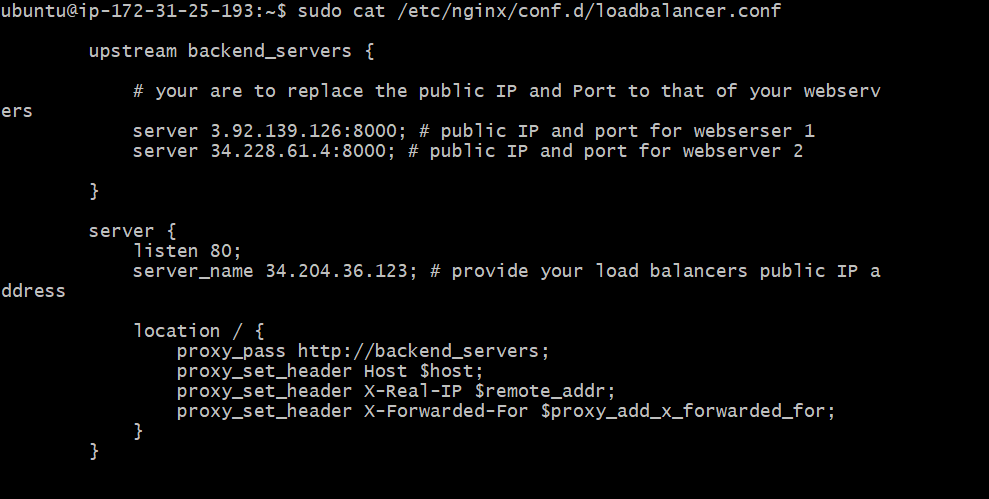 ubuntu@ip-172-31-25-193:~$ sudo cat /etc/nginx/conf.d/loadbalancer.conf
upstream backend_servers {
# your are to replace the public IP and Port to that of your webserv
ers
server 3.92.139.126:8000; # public IP and port for webserser 1
server 34.228.61.4:8000; # public IP and port for webserver 2
}
server {
listen 80;
server_name 34.204.36.123; # provide your load balancers public IP a
ddress
location / {
proxy_pass http://backend_servers;
proxy_set_header Host $host;
proxy_set_header X-Real-IP $remote_addr;
proxy_set_header X-Forwarded-For $proxy_add_x_forwarded_for;
}
}